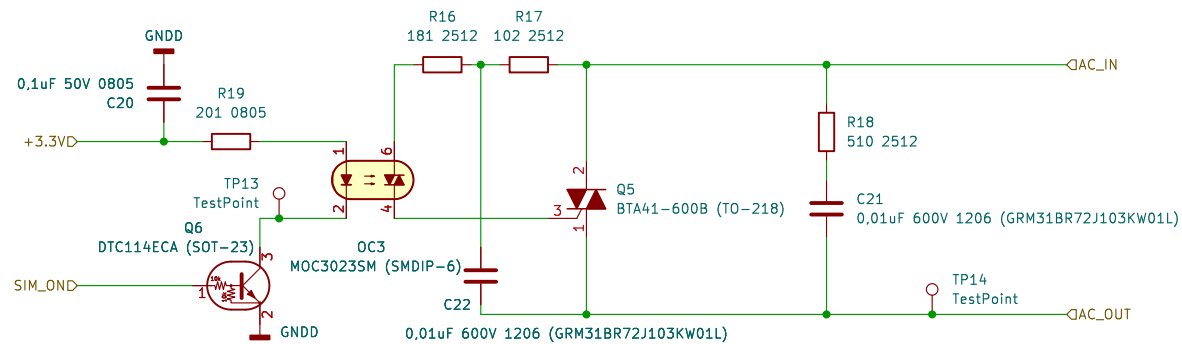 R16
181 2512
R17
102 2512
GNDD
AC_IN
0,1uF 50V 0805
C20
R19
201 0805
R18
510 2512
+3.3V
1
6
2
TP13
TestPoint
Q5
BTA41-600B (TO-218)
C21
0,01uF 600V 1206 (GRM31BR72J103KW01L)
2
4
3
1
Q6
DTC114ECA (SOT-23)
3
OC3
MOC3023SM (SMDIP-6)
10k
10k
SIM_ON
1
TP14
TestPoint
C22
2
GNDD
AC_OUT
0,01uF 600V 1206 (GRM31BR72J103KW01L)